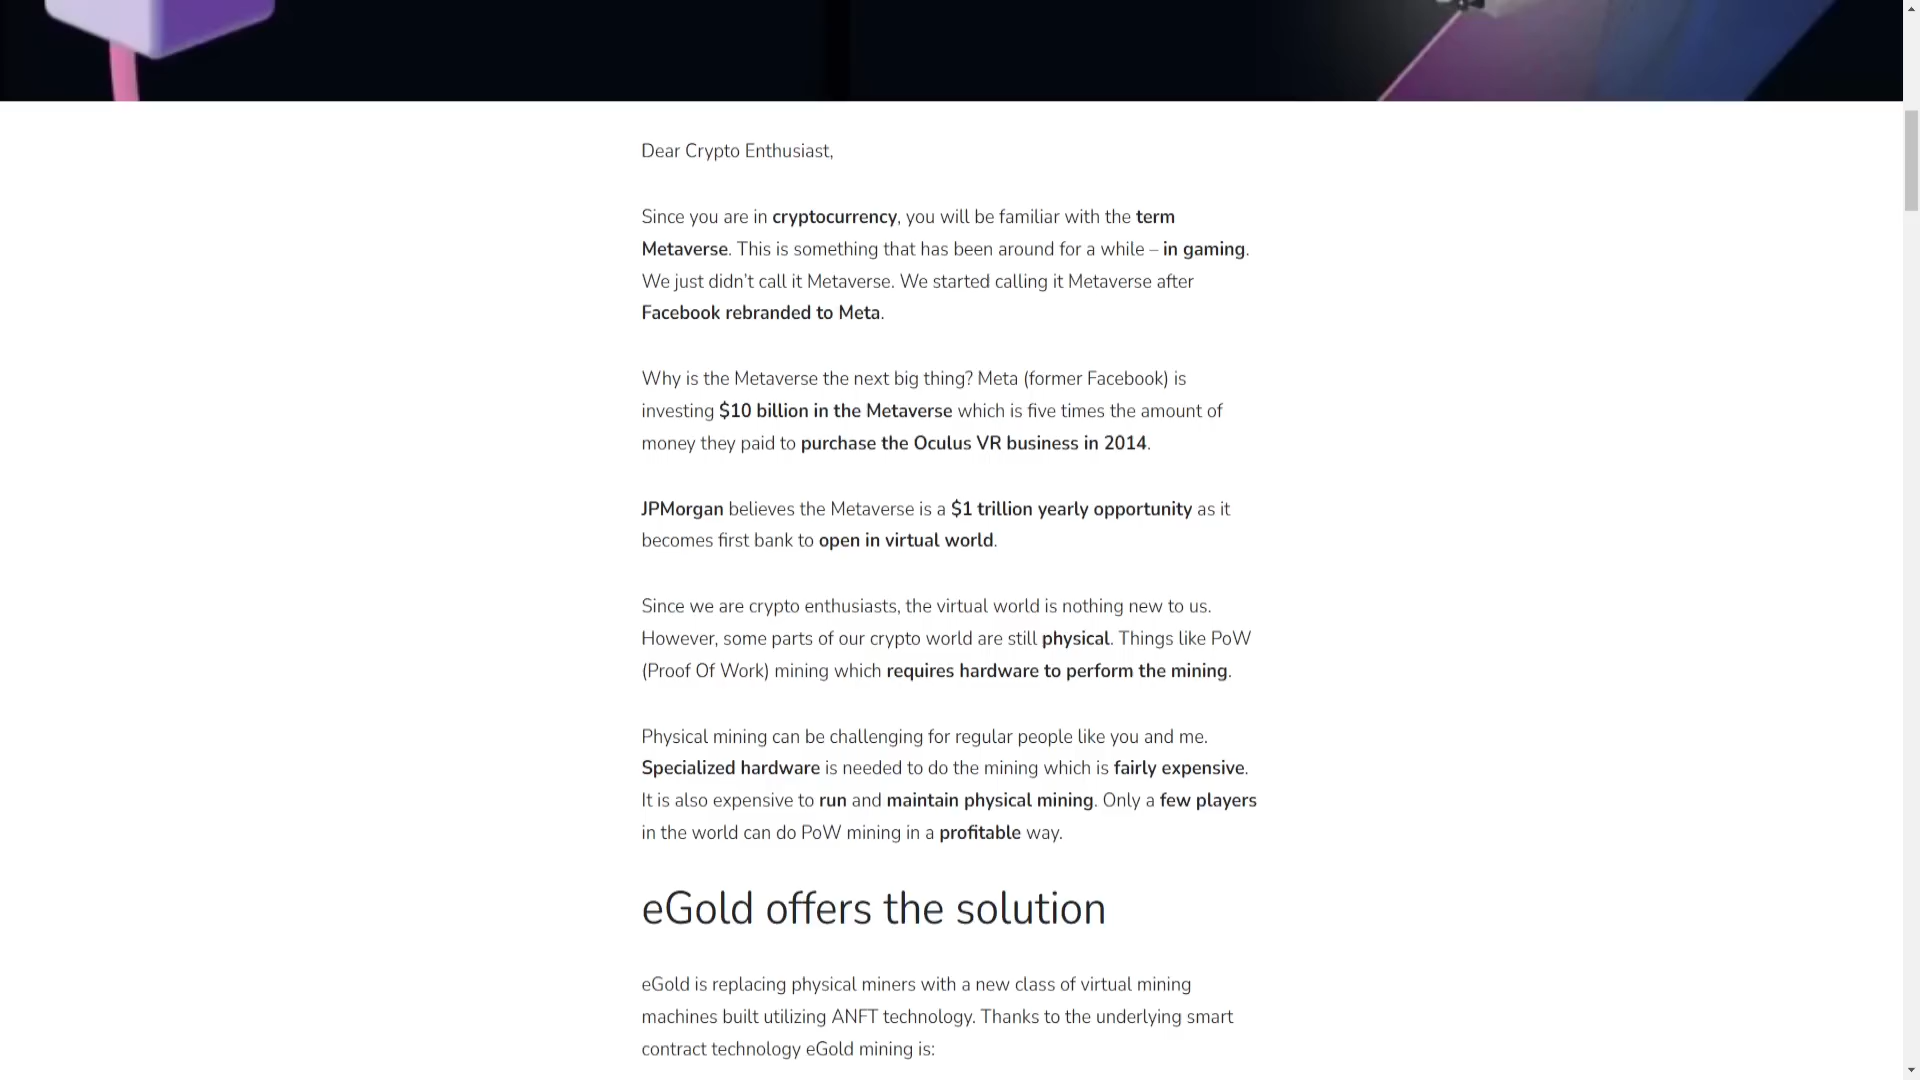 Dear Crypto Enthusiast,
Since you are in cryptocurrency, you will be familiar with the term
Metaverse. This is something that has been around for a while – in gaming.
We just didn't call it Metaverse. We started calling it Metaverse after
Facebook rebranded to Meta.
Why is the Metaverse the next big thing? Meta (former Facebook) is
investing $10 billion in the Metaverse which is five times the amount of
money they paid to purchase the Oculus VR business in 2014.
JPMorgan believes the Metaverse is a $1 trillion yearly opportunity as it
becomes first bank to open in virtual world.
Since we are crypto enthusiasts, the virtual world is nothing new to us.
However, some parts of our crypto world are still physical. Things like PoW
(Proof Of Work) mining which requires hardware to perform the mining.
Physical mining can be challenging for regular people like you and me.
Specialized hardware is needed to do the mining which is fairly expensive.
It is also expensive to run and maintain physical mining. Only a few players
in the world can do PoW mining in a profitable way.
eGold offers the solution
eGold is replacing physical miners with a new class of virtual mining
machines built utilizing ANFT technology. Thanks to the underlying smart
contract technology eGold mining is: